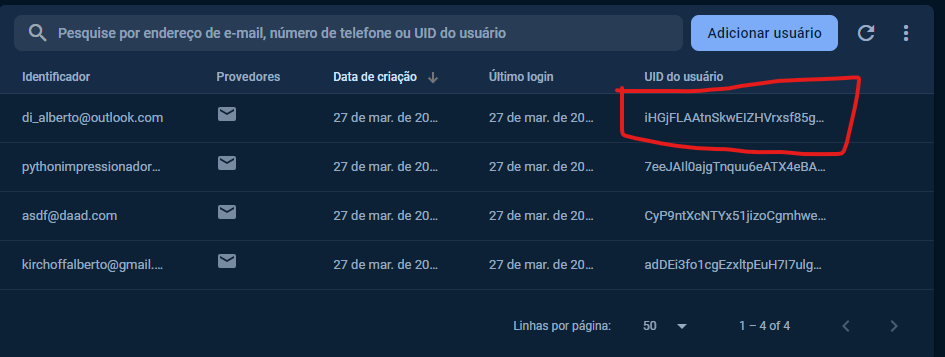 Pesquise por endereço de e-mail, número de telefone ou UID do usuário Adicionar usuário
Identificador Provedores Data de criação Último login UID do usuário
di_alberto@outlook.com 27 de mar. de 20... 27 de mar. de 20... iHGjFLAAtnSkwEIZHVrxsf85g...
pythonimpressionador... 27 de mar. de 20... 27 de mar. de 20... 7eeJAIl0ajgTnquu6eATX4eBA...
asdf@daad.com 27 de mar. de 20... 27 de mar. de 20... CyP9ntXcNTYx51jizoCgmhwe...
kirchoffalberto@gmail.... 27 de mar. de 20... 27 de mar. de 20... adDEi3fo1cgEzxltpEuH7I7ulg...
Linhas por página: 50 1 – 4 of 4